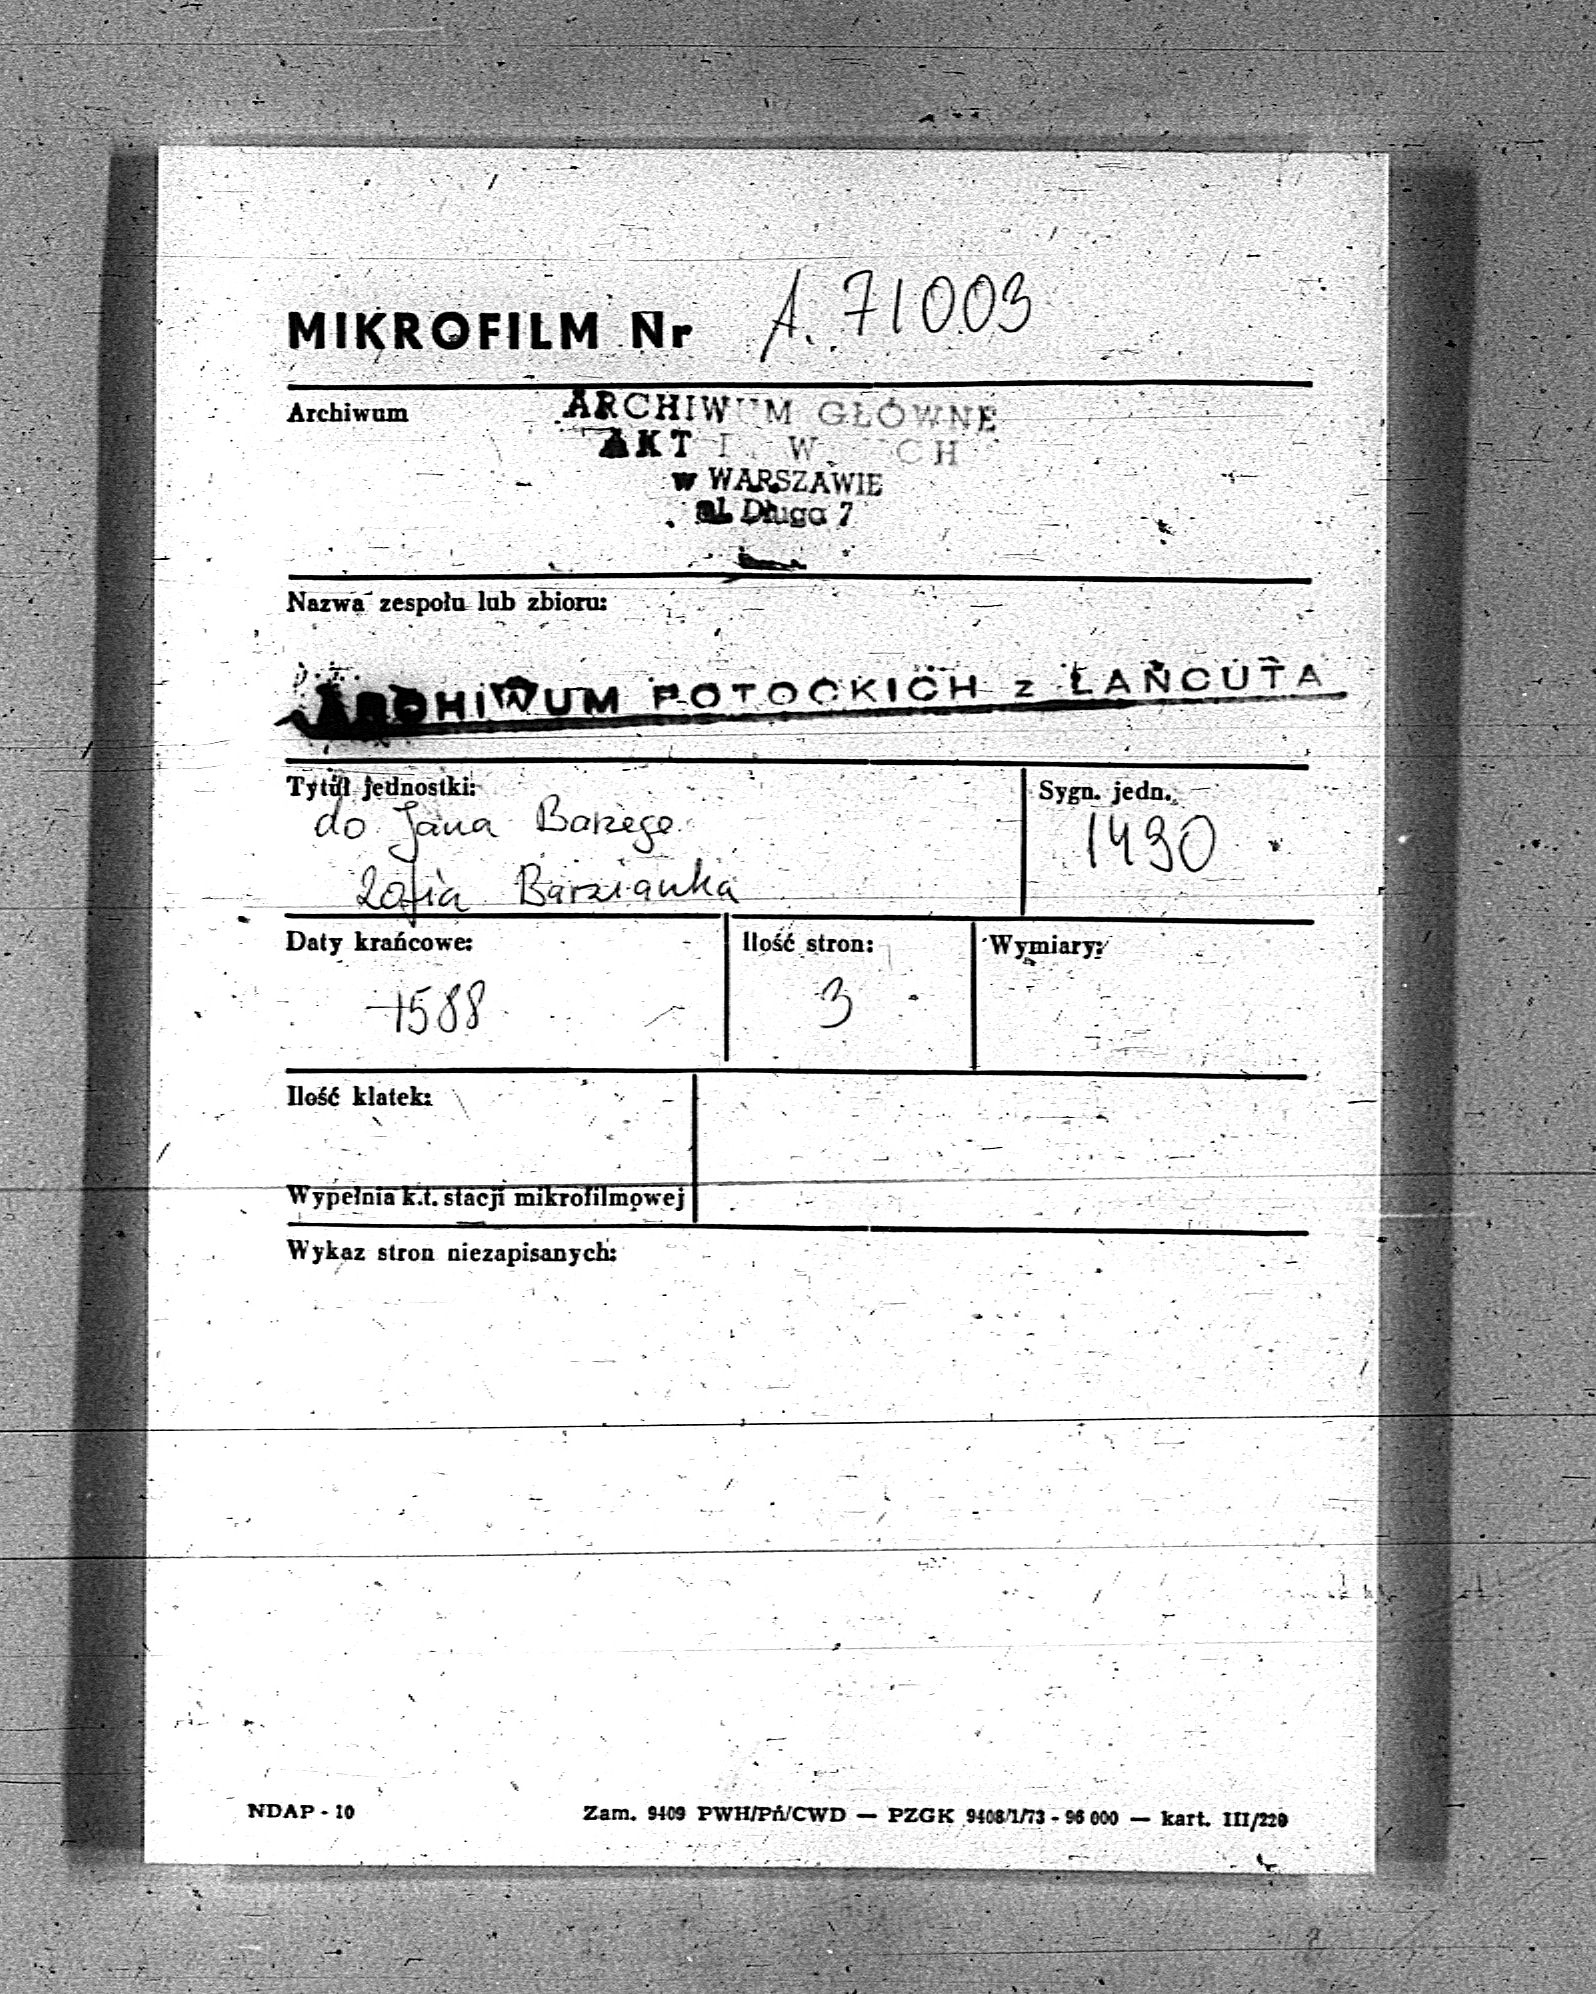 MIKROFILM Nr A. 71003
Archiwum
ARCHIWUM GŁÓWNE
AKT
w WARSZAWIE
ul. Długa 7
Nazwa zespołu lub zbioru:
ARCHIWUM POTOCKICH z ŁAŃCUTA
Tytuł jednostki:
Sygn. jedn.
do Jana
1490
Zofia Barzianka
Daty krańcowe:
Ilość stron:
Wymiary:
1588
3
Ilość klatek:
Wypełnia k.t. stacji mikrofilmowej
Wykaz stron niezapisanych:
NDAP - 10
Zam. 9409 PWH/Pń/CWD — PZGK 9408/1/73 - 96 000 — kart. III/220